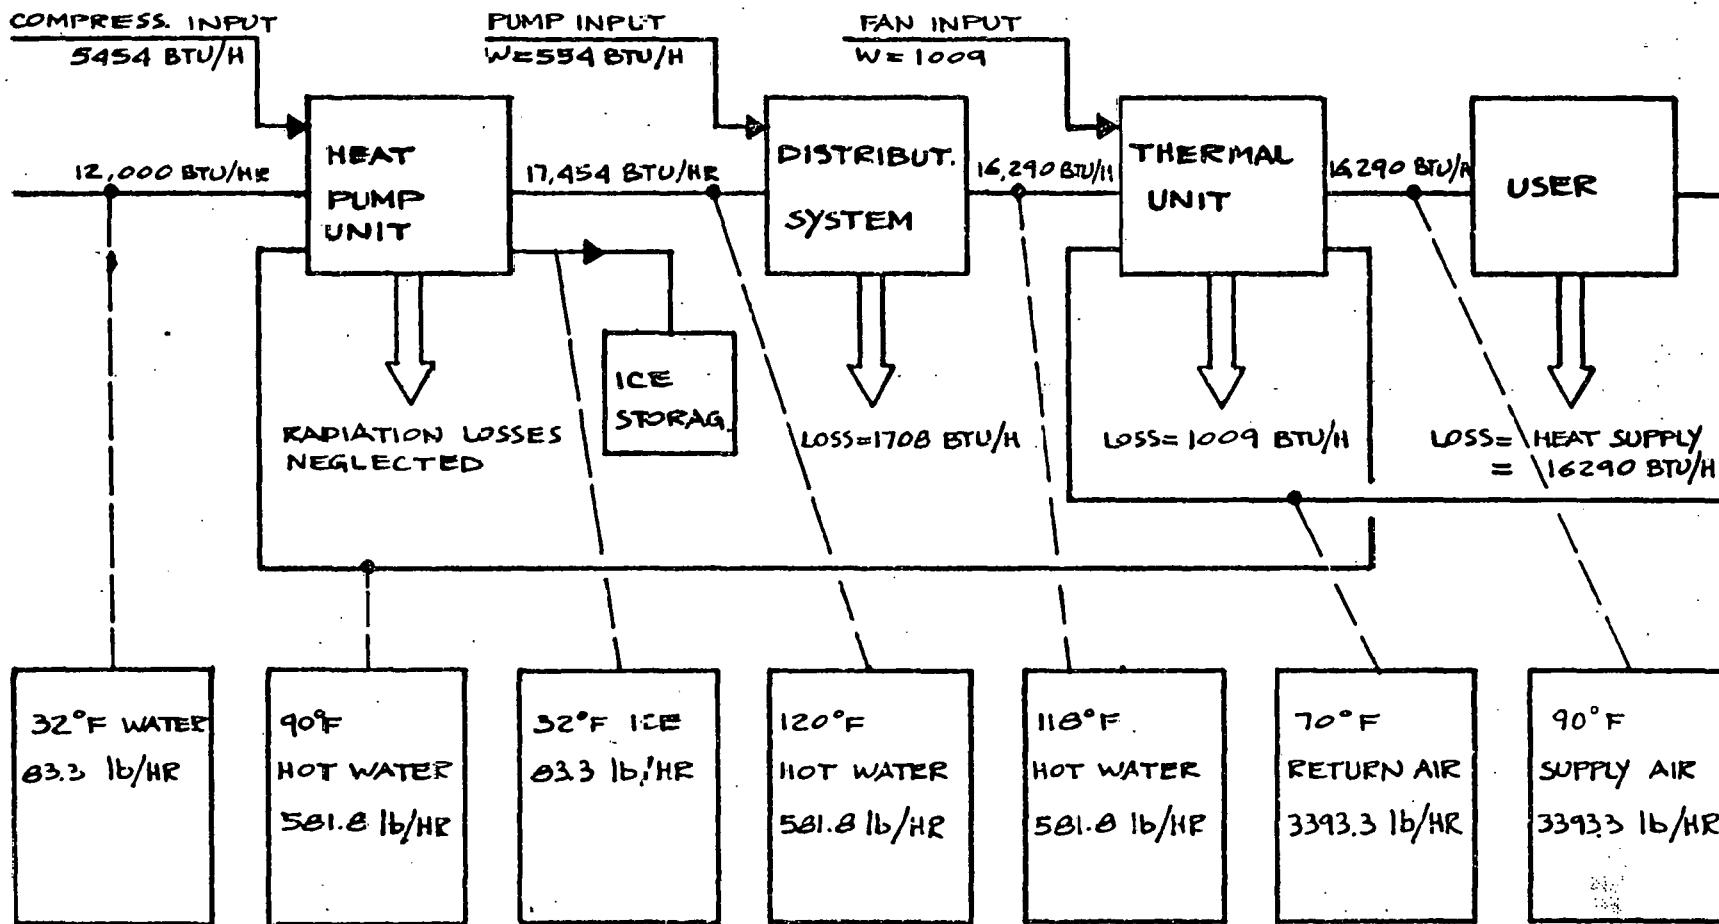 COMPRESS. INPUT
5454 BTU/H
PUMP INPUT
W=554 BTU/H
FAN INPUT
W= 1009
12,000 BTU/HR
HEAT
PUMP
UNIT
17,454 BTU/HR
DISTRIBUT.
SYSTEM
16,290 BTU/H
THERMAL
UNIT
16,290 BTU/H
USER
ICE
STORAG.
RADIATION LOSSES
NEGLECTED
LOSS=1708 BTU/H
LOSS= 1009 BTU/H
LOSS= HEAT SUPPLY
= 16290 BTU/H
32°F WATER
83.3 lb/HR
90°F
HOT WATER
581.8 lb/HR
32°F ICE
83.3 lb/HR
120°F
HOT WATER
581.8 lb/HR
118°F
HOT WATER
581.8 lb/HR
70°F
RETURN AIR
3393.3 lb/HR
90°F
SUPPLY AIR
3393.3 lb/HR